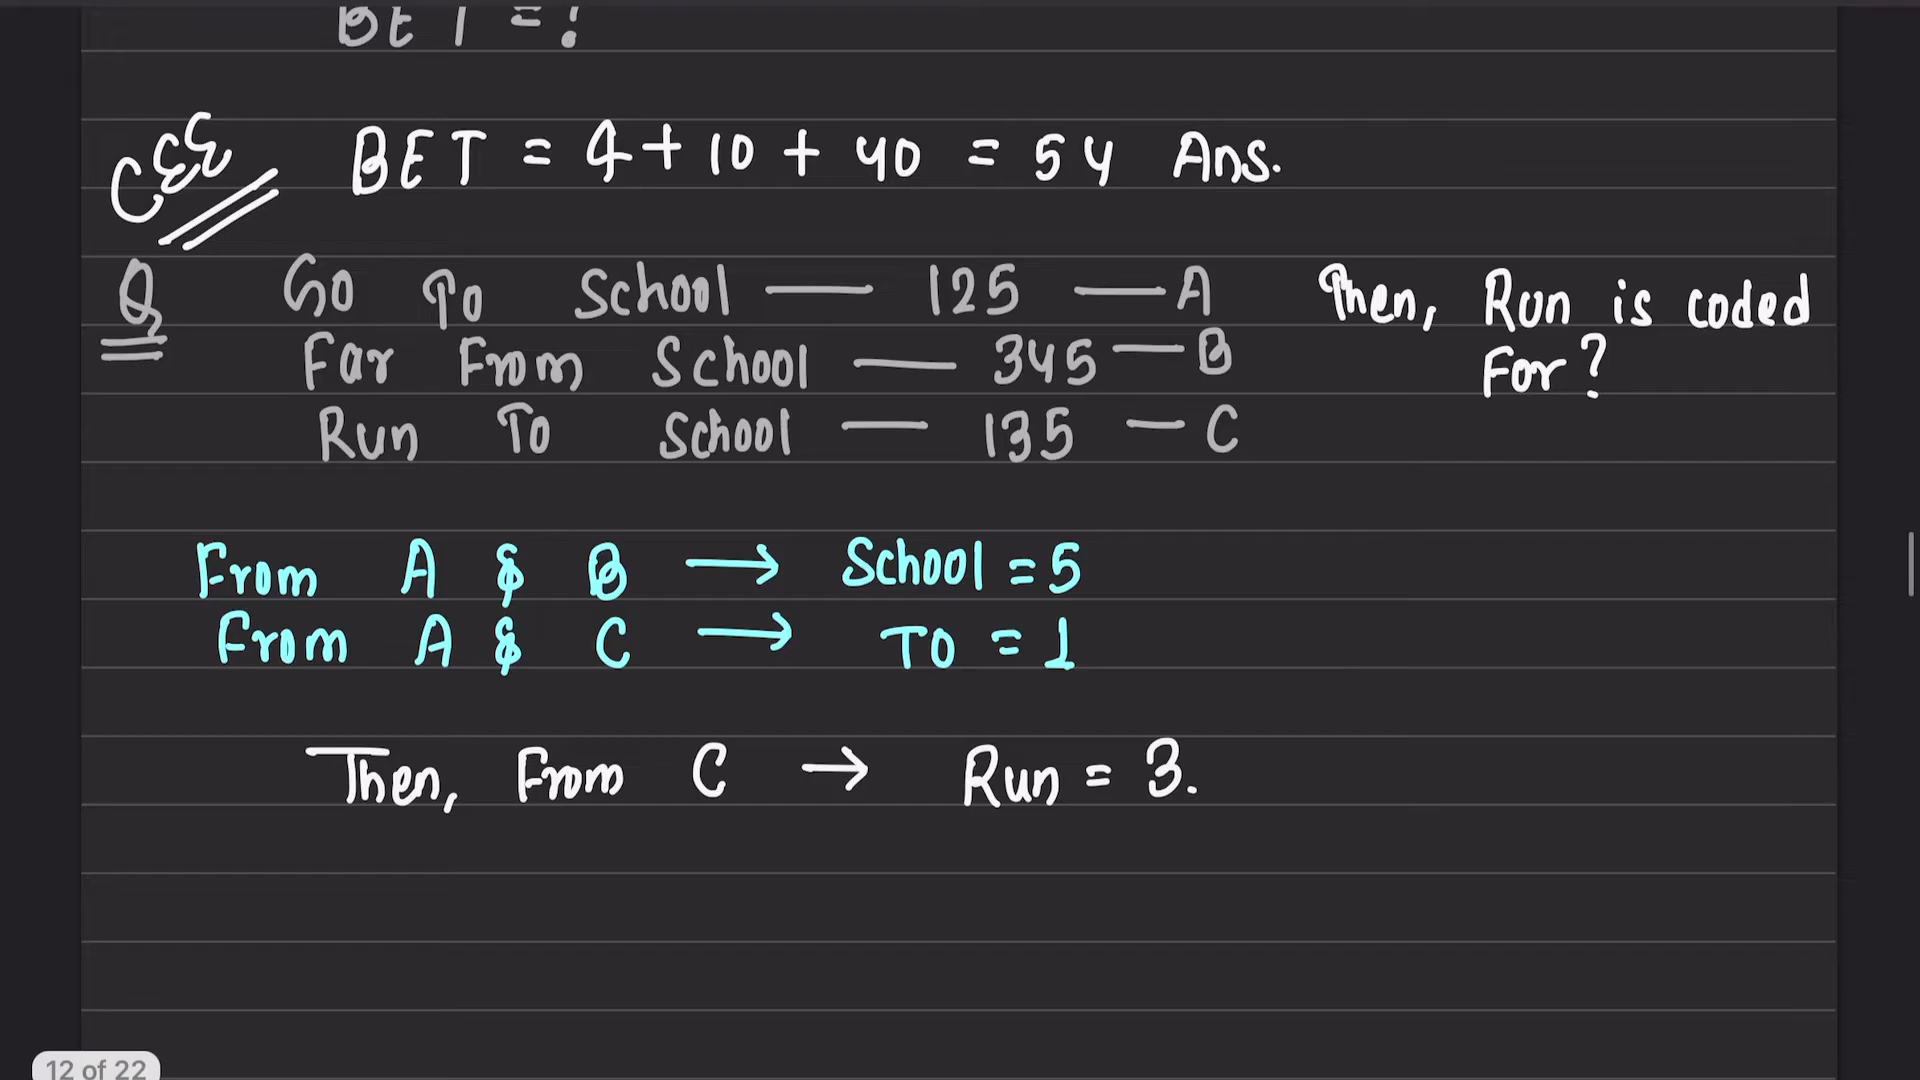 BET = ?
CEE BET = 4 + 10 + 40 = 54 Ans.
Q Go To School — 125 — A Then, Run is coded
Far From School — 345 — B For?
Run To School — 135 — C
From A & B → School = 5
From A & C → TO = 1
Then, From C → Run = 3.
12 of 22